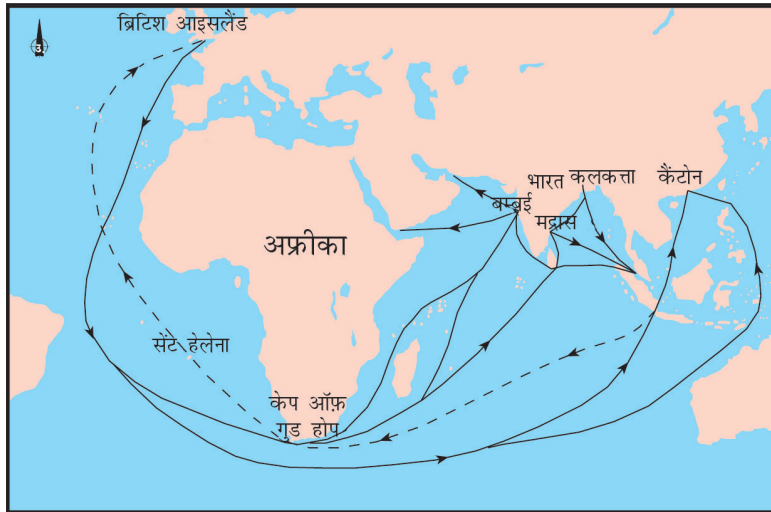 ब्रिटिश आइसलैंड
भारत
कलकत्ता
कैंटोन
बम्बई
मद्रास
अफ्रीका
सेंटे हेलेना
केप ऑफ़
गुड होप